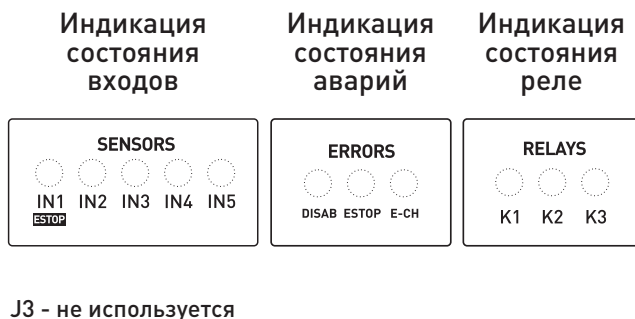 Индикация
состояния
входов
Индикация
состояния
аварий
Индикация
состояния
реле
SENSORS
IN1 IN2 IN3 IN4 IN5
ESTOP
ERRORS
DISAB ESTOP E-CH
RELAYS
K1 K2 K3
J3 - не используется